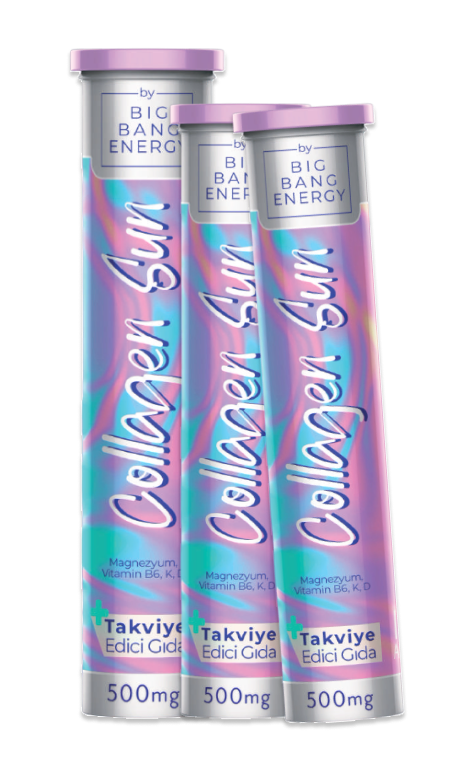 by
BIG
BANG
ENERGY
Collagen Sun
Magnezyum,
Vitamin B6, K, D
Takviye
Edici Gıda
500mg
by
BIG
BANG
ENERGY
Collagen Sun
Magnezyum,
Vitamin B6, K, D
Takviye
Edici Gıda
500mg
by
BIG
BANG
ENERGY
Collagen Sun
Magnezyum,
Vitamin B6, K, D
Takviye
Edici Gıda
500mg